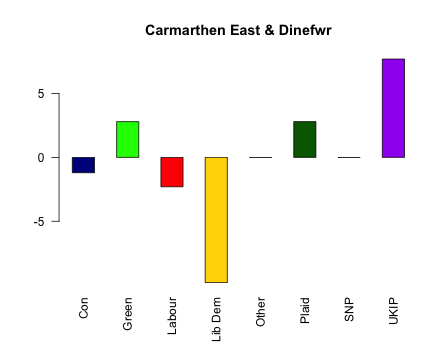 Carmarthen East & Dinefwr
5
0
-5
Con
Green
Labour
Lib Dem
Other
Plaid
SNP
UKIP